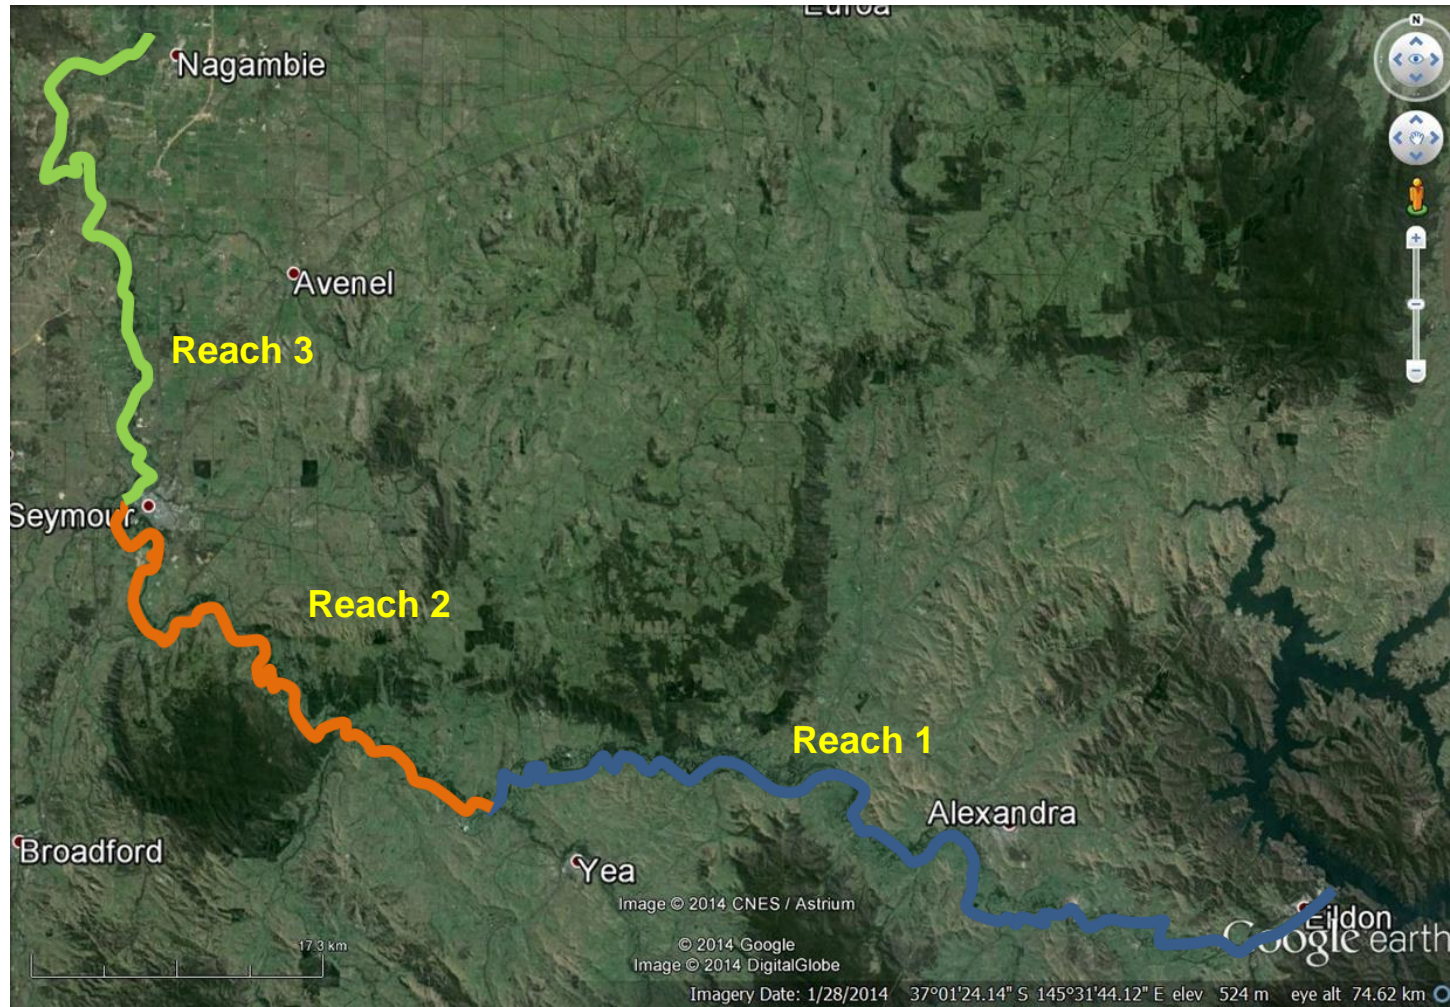 Euroa
N
Nagambie
Avenel
Reach 3
Seymour
Reach 2
Reach 1
Alexandra
Broadford
Yea
Image © 2014 CNES / Astrium
Eildon
Google earth
17.3 km
© 2014 Google
Image © 2014 DigitalGlobe
Imagery Date: 1/28/2014 37°01'24.14" S 145°31'44.12" E elev 524 m eye alt 74.62 km